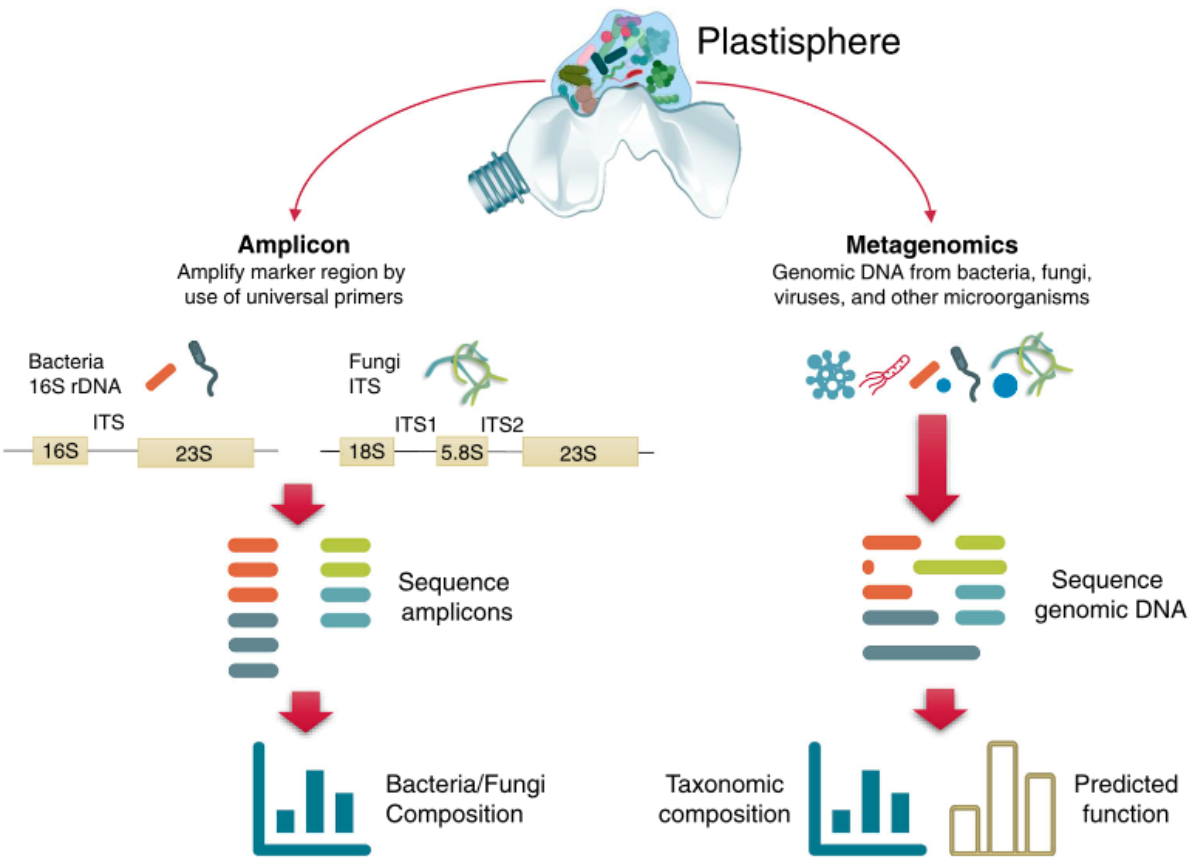 Plastisphere
Amplicon
Amplify marker region by
use of universal primers
Bacteria
16S rDNA
ITS
16S
23S
Fungi
ITS
ITS1
ITS2
18S
5.8S
23S
Sequence
amplicons
Bacteria/Fungi
Composition
Metagenomics
Genomic DNA from bacteria, fungi,
viruses, and other microorganisms
Sequence
genomic DNA
Taxonomic
composition
Predicted
function